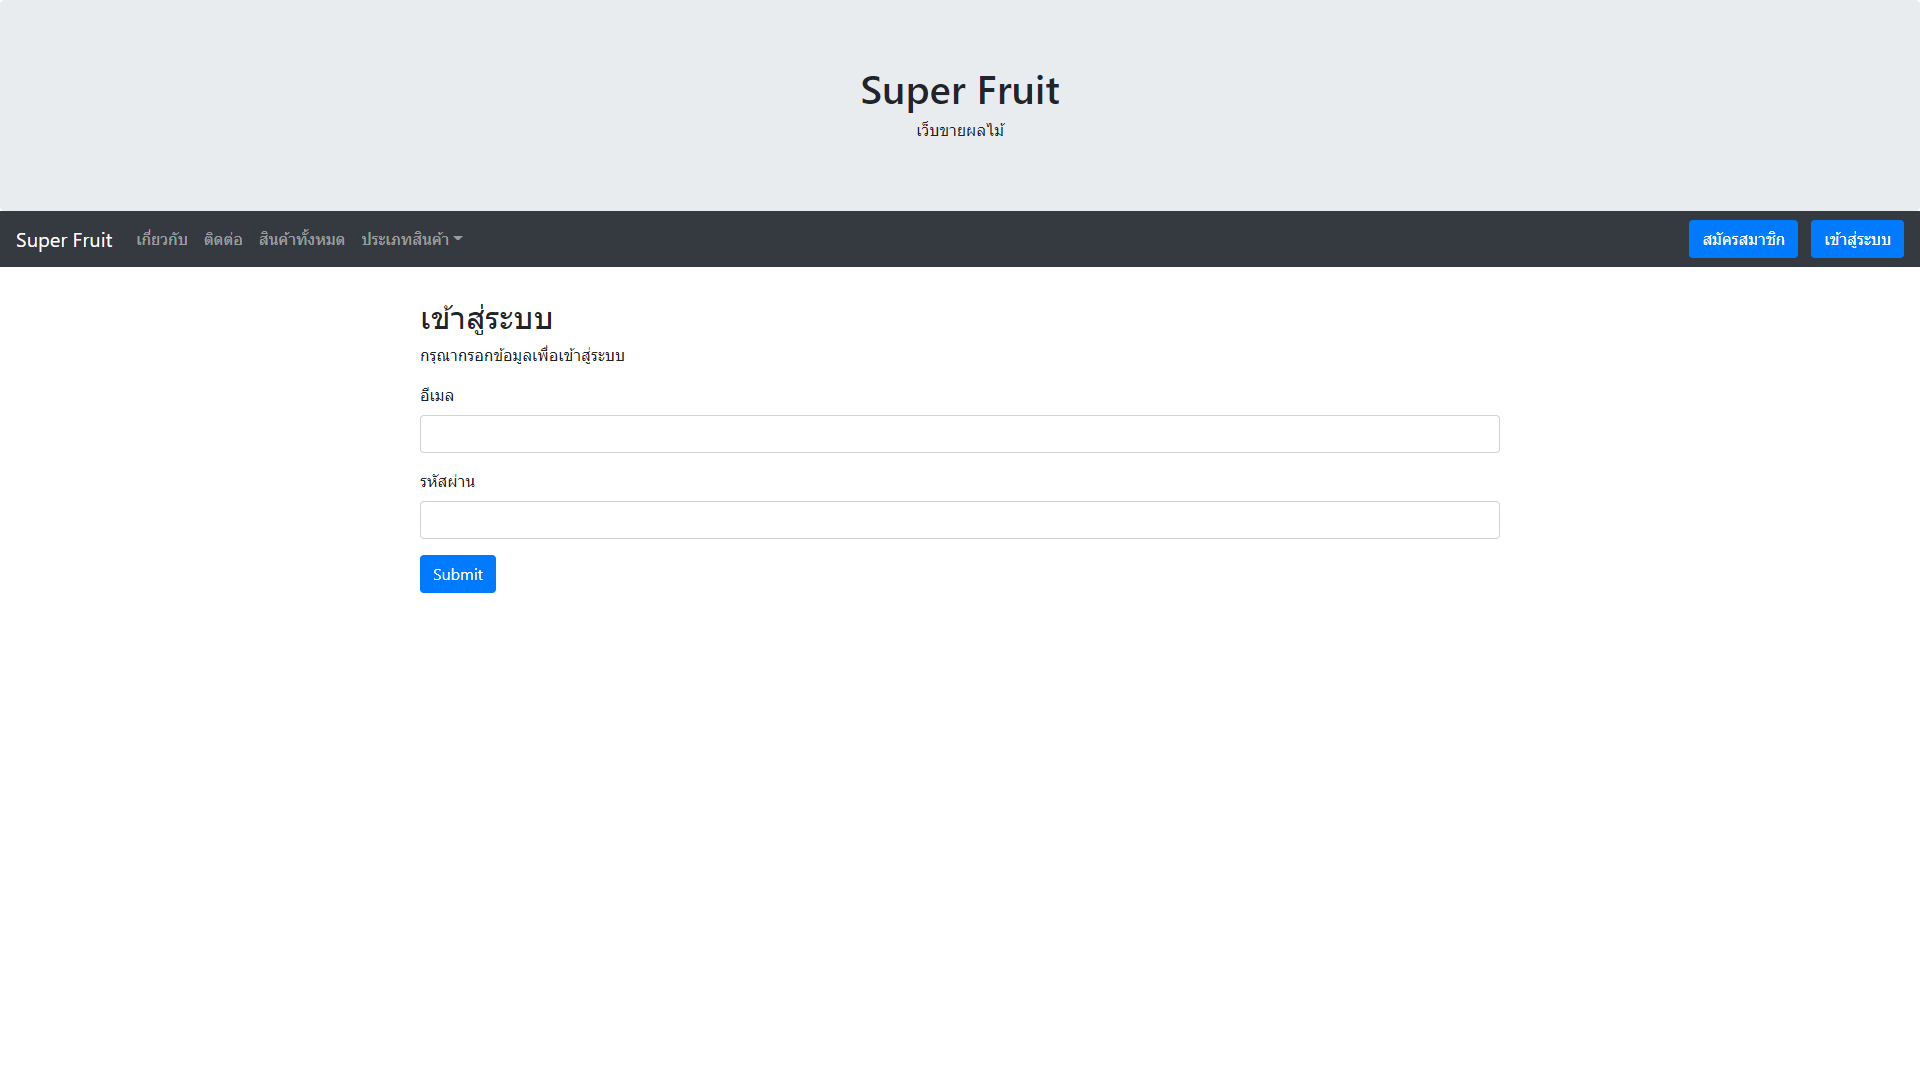 Super Fruit
เว็บขายผลไม้
Super Fruit เกี่ยวกับ ติดต่อ สินค้าทั้งหมด ประเภทสินค้า สมัครสมาชิก เข้าสู่ระบบ
เข้าสู่ระบบ
กรุณากรอกข้อมูลเพื่อเข้าสู่ระบบ
อีเมล
รหัสผ่าน
Submit